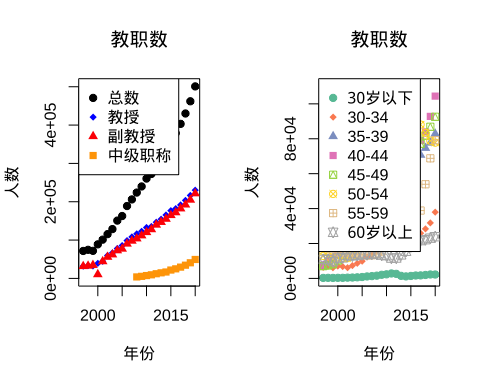 教职数
人数
0e+00
2e+05
4e+05
总数
教授
副教授
中级职称
2000
2015
年份
教职数
人数
0e+00
4e+04
8e+04
30岁以下
30-34
35-39
40-44
45-49
50-54
55-59
60岁以上
2000
2015
年份